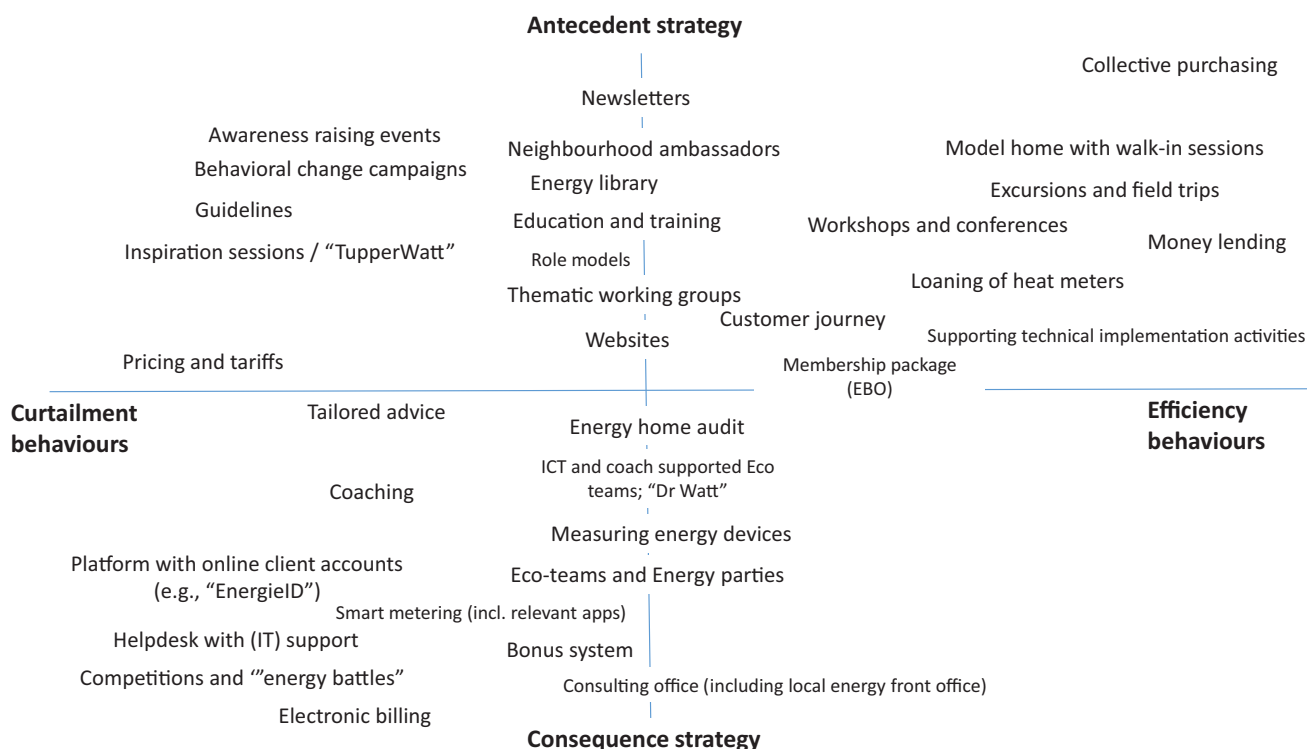 Antecedent strategy
Collective purchasing
Newsletters
Awareness raising events
Neighbourhood ambassadors
Model home with walk-in sessions
Behavioral change campaigns
Energy library
Excursions and field trips
Guidelines
Education and training
Workshops and conferences
Money lending
Inspiration sessions / “TupperWatt”
Role models
Loaning of heat meters
Thematic working groups
Customer journey
Websites
Supporting technical implementation activities
Pricing and tariffs
Membership package
(EBO)
Curtailment
behaviours
Tailored advice
Efficiency
behaviours
Energy home audit
ICT and coach supported Eco
teams; “Dr Watt”
Coaching
Measuring energy devices
Platform with online client accounts
(e.g., “EnergieID”)
Eco-teams and Energy parties
Smart metering (incl. relevant apps)
Helpdesk with (IT) support
Bonus system
Competitions and ‘”energy battles”
Consulting office (including local energy front office)
Electronic billing
Consequence strategy